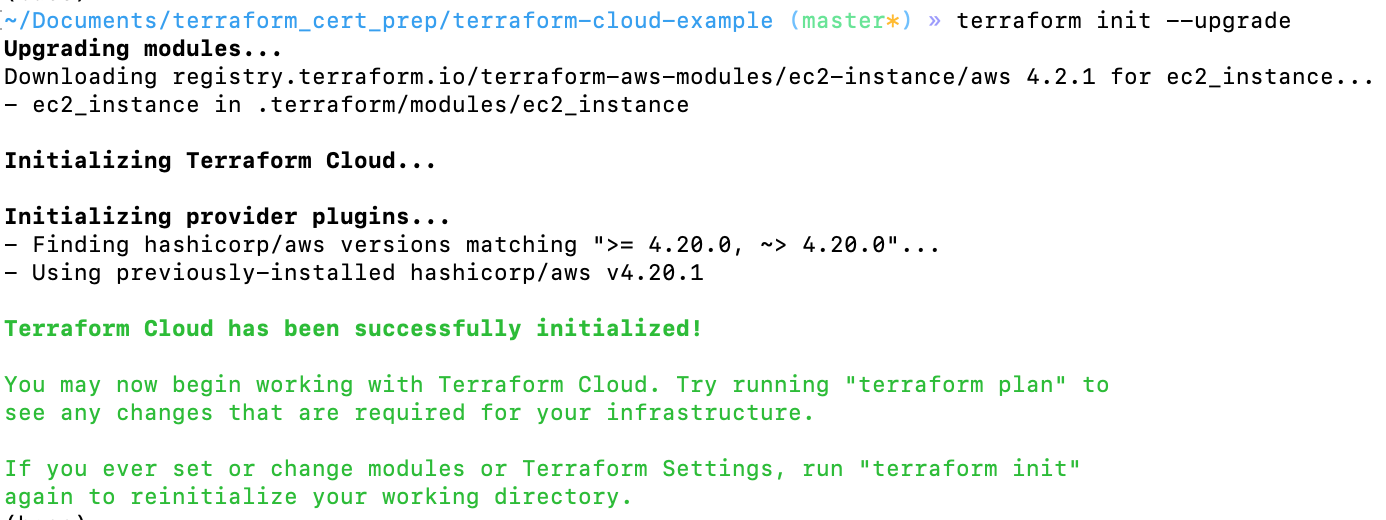 ~/Documents/terraform_cert_prep/terraform-cloud-example (master*) » terraform init --upgrade
Upgrading modules...
Downloading registry.terraform.io/terraform-aws-modules/ec2-instance/aws 4.2.1 for ec2_instance...
- ec2_instance in .terraform/modules/ec2_instance
Initializing Terraform Cloud...
Initializing provider plugins...
- Finding hashicorp/aws versions matching ">= 4.20.0, ~> 4.20.0"...
- Using previously-installed hashicorp/aws v4.20.1
Terraform Cloud has been successfully initialized!
You may now begin working with Terraform Cloud. Try running "terraform plan" to
see any changes that are required for your infrastructure.
If you ever set or change modules or Terraform Settings, run "terraform init"
again to reinitialize your working directory.